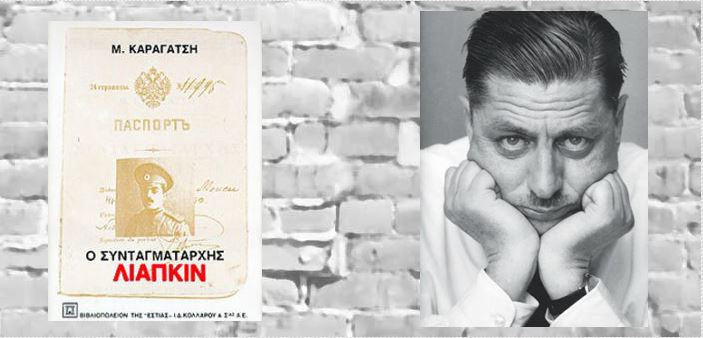 Μ. ΚΑΡΑΓΑΤΣΗ
ПАСПОРТЪ
Ο ΣΥΝΤΑΓΜΑΤΑΡΧΗΣ
ΛΙΑΠΚΙΝ
ΒΙΒΛΙΟΠΩΛΕΙΟΝ ΤΗΣ "ΕΣΤΙΑΣ" Ι.Δ. ΚΟΛΛΑΡΟΥ & ΣΙΑΣ Α.Ε.